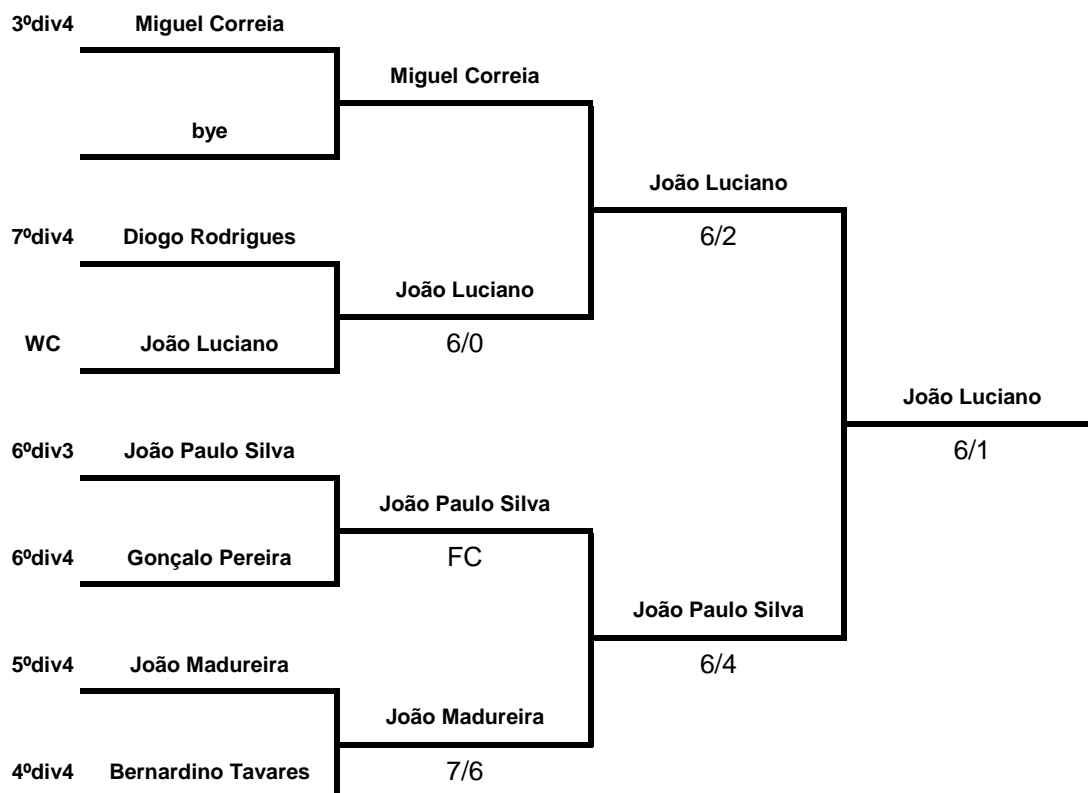 3ºdiv4 Miguel Correia
Miguel Correia
bye
João Luciano
7ºdiv4 Diogo Rodrigues
6/2
João Luciano
WC João Luciano
6/0
João Luciano
6ºdiv3 João Paulo Silva
6/1
João Paulo Silva
6ºdiv4 Gonçalo Pereira
FC
João Paulo Silva
5ºdiv4 João Madureira
6/4
João Madureira
4ºdiv4 Bernardino Tavares
7/6